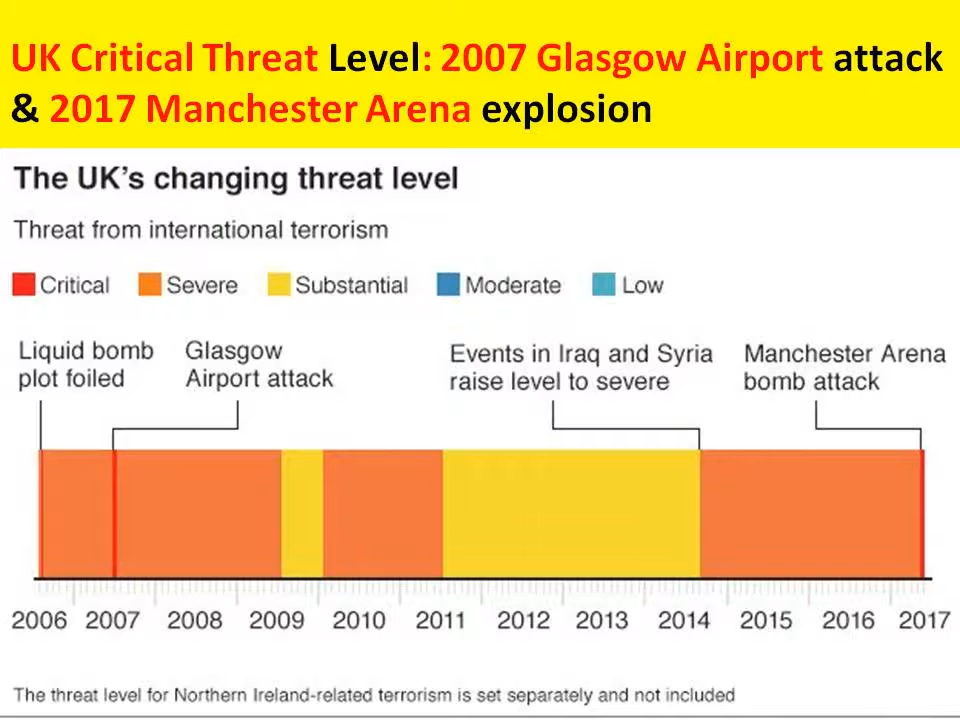 UK Critical Threat Level: 2007 Glasgow Airport attack
& 2017 Manchester Arena explosion
The UK's changing threat level
Threat from international terrorism
Critical Severe Substantial Moderate Low
Liquid bomb
plot foiled
Glasgow
Airport attack
Events in Iraq and Syria
raise level to severe
Manchester Arena
bomb attack
2006 2007 2008 2009 2010 2011 2012 2013 2014 2015 2016 2017
The threat level for Northern Ireland-related terrorism is set separately and not included